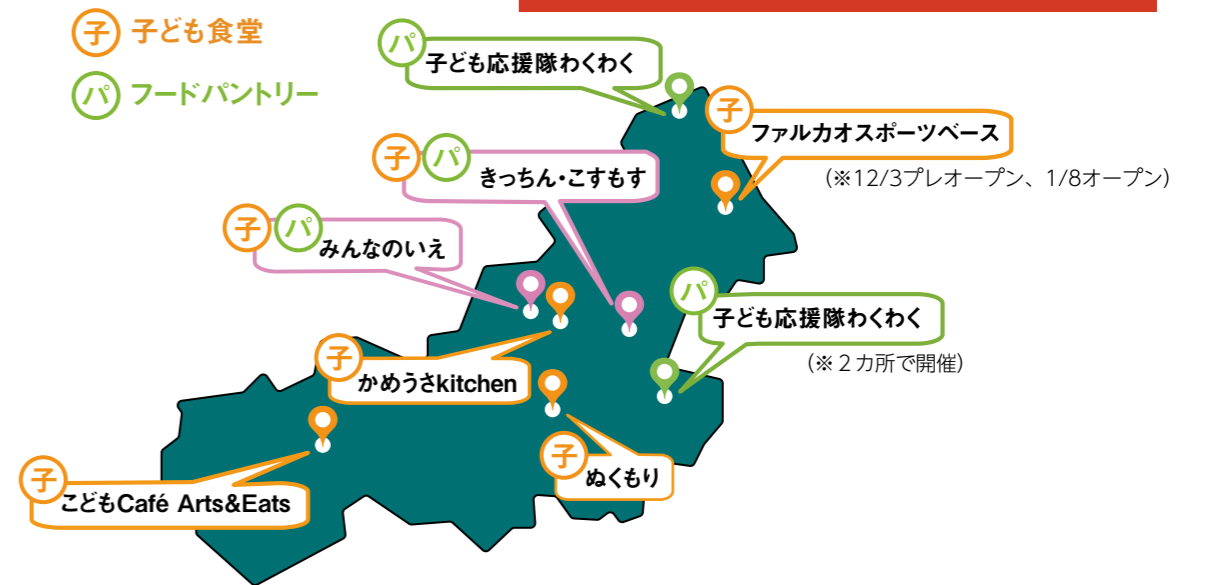 子 子ども食堂
パ フードパントリー
パ 子ども応援隊わくわく
子 ファルカオスポーツベース
(※12/3プレオープン、1/8オープン)
子 パ きっちん・こすもす
子 パ みんなのいえ
パ 子ども応援隊わくわく
(※２カ所で開催)
子 かめうさkitchen
子 ぬくもり
子 こどもCafé Arts&Eats